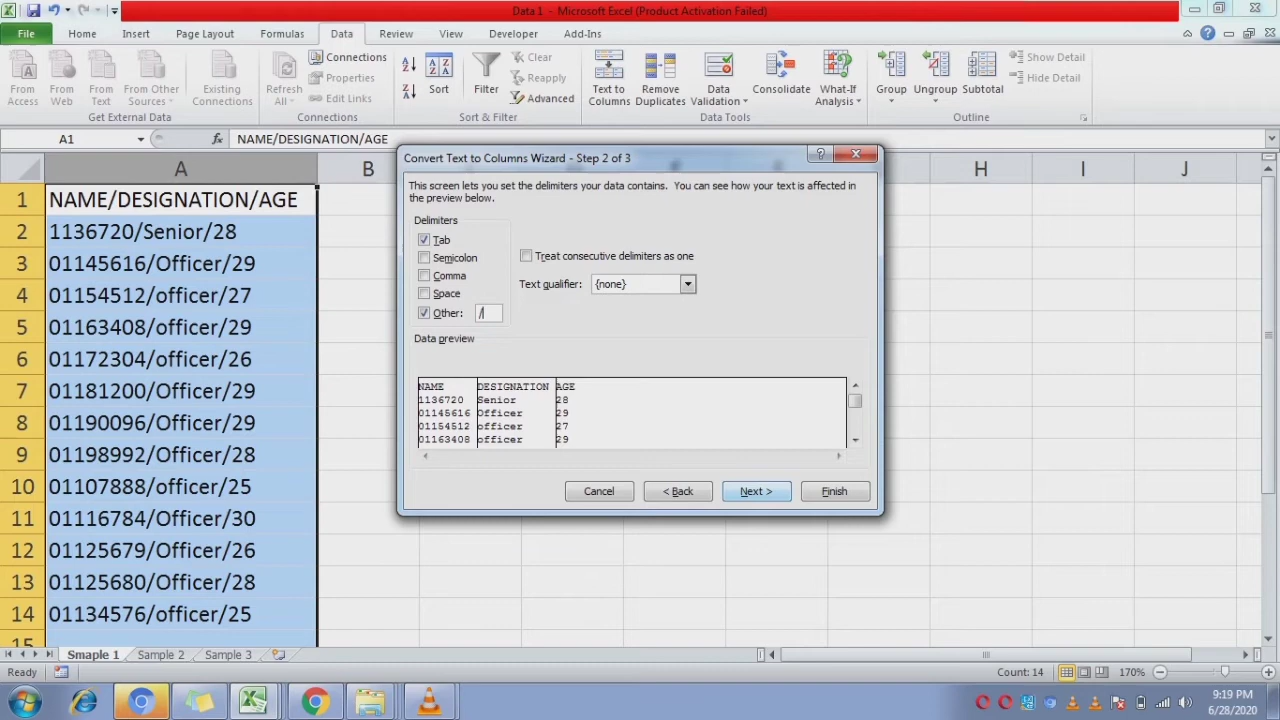 Data 1 - Microsoft Excel (Product Activation Failed)
File Home Insert Page Layout Formulas Data Review View Developer Add-Ins
From Access
From Web
From Text
From Other Sources
Existing Connections
Get External Data
Refresh All
Connections
Properties
Edit Links
Connections
Sort
Filter
Clear
Reapply
Advanced
Sort & Filter
Text to Columns
Remove Duplicates
Data Validation
Consolidate
What-If Analysis
Data Tools
Group
Ungroup
Subtotal
Show Detail
Hide Detail
Outline
A1 fx NAME/DESIGNATION/AGE
A B H I J
1 NAME/DESIGNATION/AGE
2 1136720/Senior/28
3 01145616/Officer/29
4 01154512/officer/27
5 01163408/officer/29
6 01172304/officer/26
7 01181200/Officer/29
8 01190096/Officer/29
9 01198992/Officer/28
10 01107888/officer/25
11 01116784/Officer/30
12 01125679/Officer/26
13 01125680/Officer/28
14 01134576/officer/25
15
Convert Text to Columns Wizard - Step 2 of 3
This screen lets you set the delimiters your data contains. You can see how your text is affected in
the preview below.
Delimiters
Tab
Semicolon
Comma
Space
Other: /
Treat consecutive delimiters as one
Text qualifier: {none}
Data preview
NAME DESIGNATION AGE
1136720 Senior 28
01145616 Officer 29
01154512 officer 27
01163408 officer 29
Cancel < Back Next > Finish
Smaple 1 Sample 2 Sample 3
Ready Count: 14 170%
9:19 PM
6/28/2020